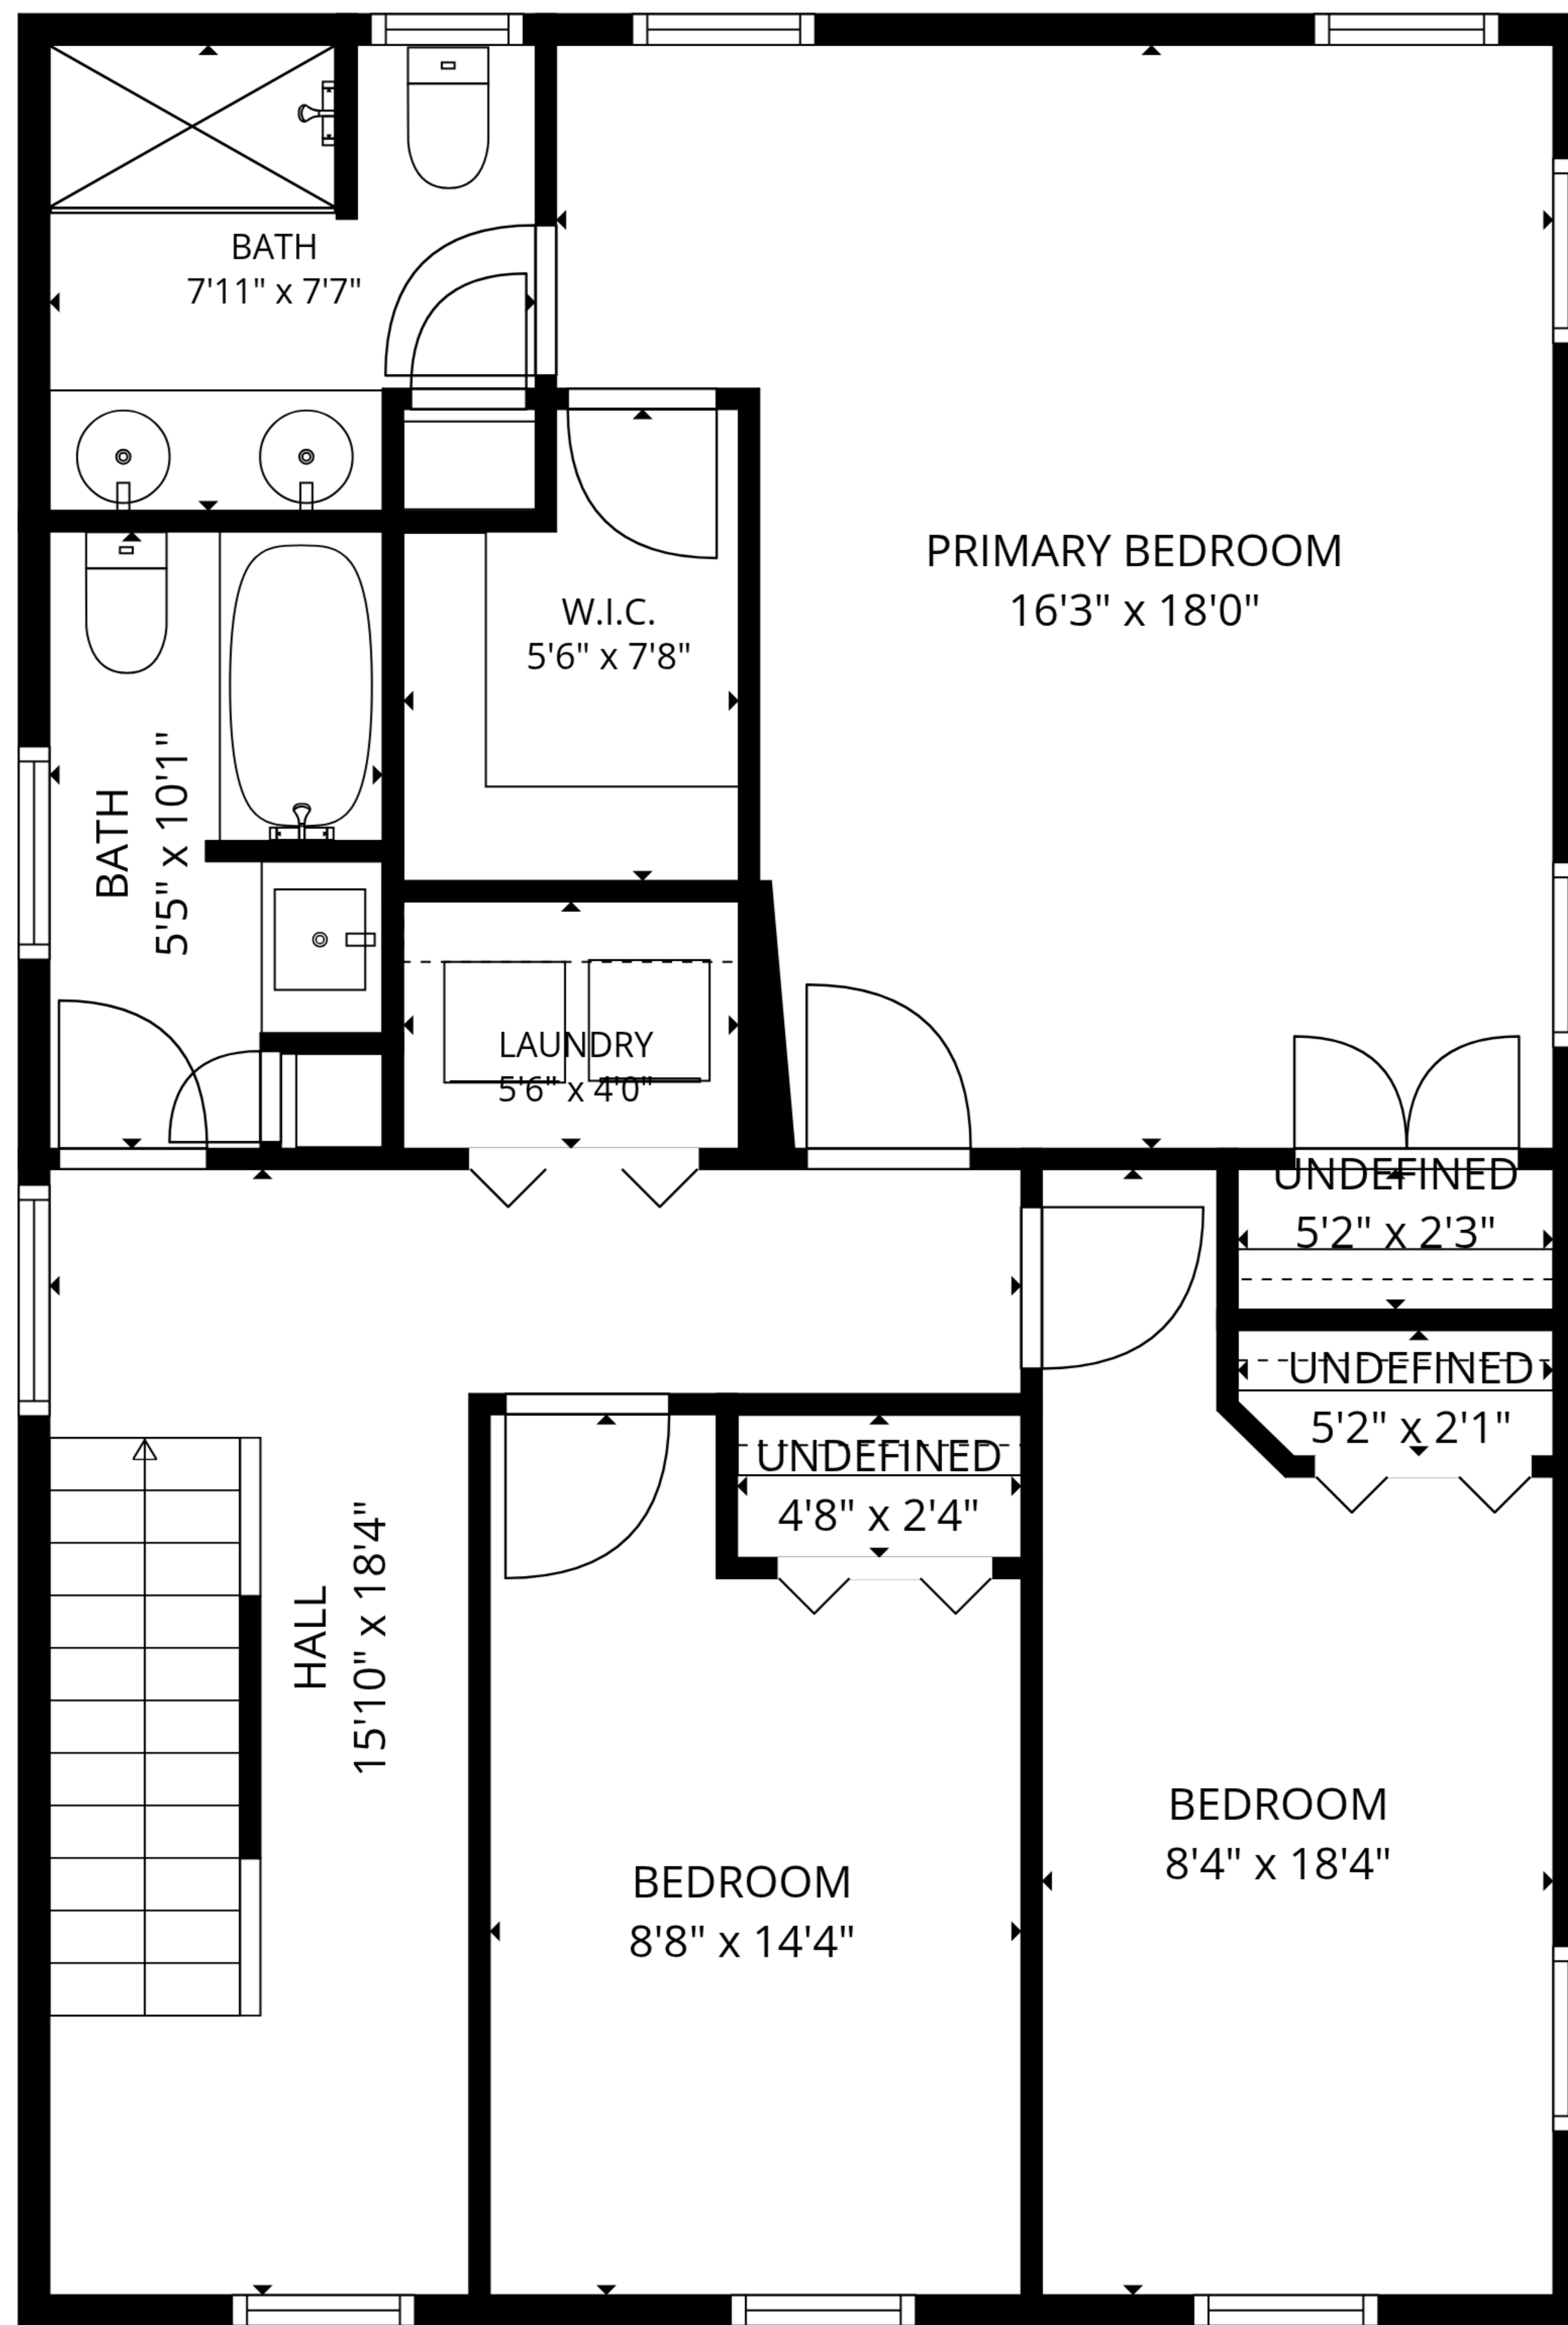 BATH
7'11" x 7'7"
PRIMARY BEDROOM
16'3" x 18'0"
W.I.C.
5'6" x 7'8"
BATH
5'5" x 10'1"
LAUNDRY
5'6" x 4'0"
UNDEFINED
5'2" x 2'3"
UNDEFINED
5'2" x 2'1"
UNDEFINED
4'8" x 2'4"
HALL
15'10" x 18'4"
BEDROOM
8'4" x 18'4"
BEDROOM
8'8" x 14'4"